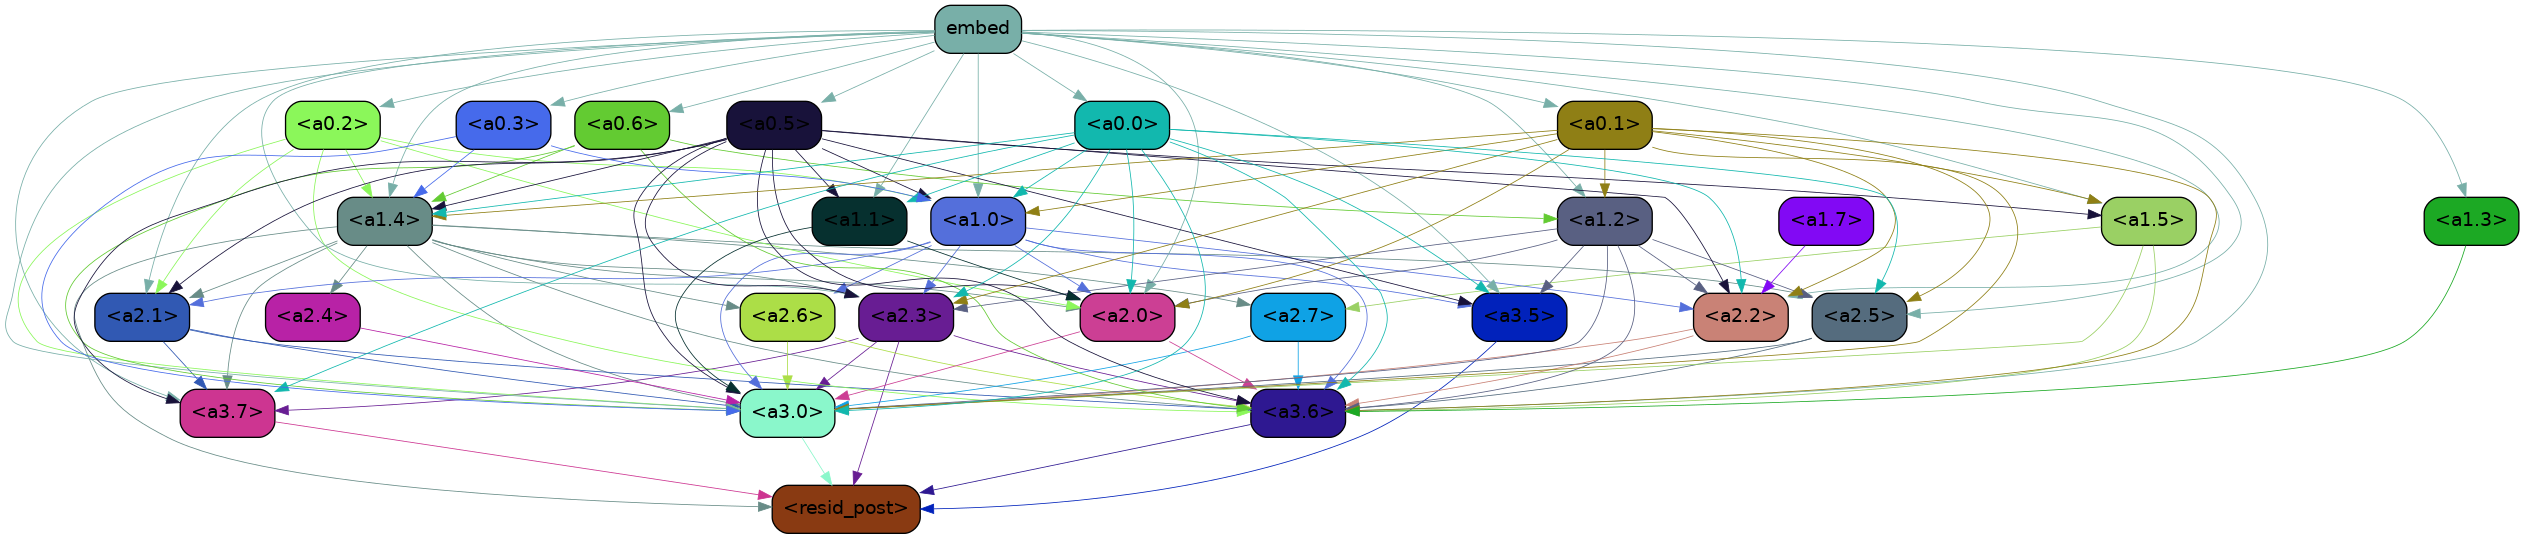 embed
<a0.2>
<a0.3>
<a0.6>
<a0.5>
<a0.0>
<a0.1>
<a1.4>
<a1.1>
<a1.0>
<a1.2>
<a1.7>
<a1.5>
<a1.3>
<a2.1>
<a2.4>
<a2.6>
<a2.3>
<a2.0>
<a2.7>
<a3.5>
<a2.2>
<a2.5>
<a3.7>
<a3.0>
<a3.6>
<resid_post>